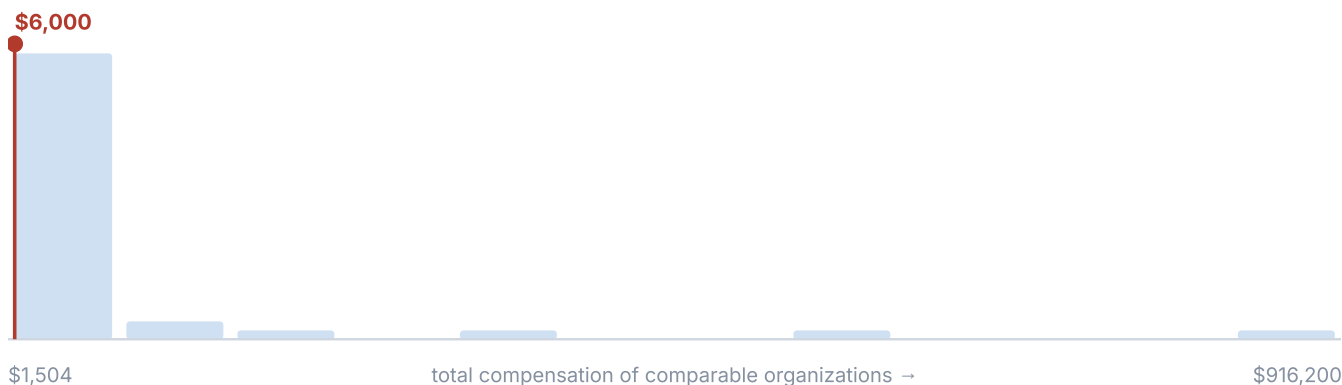 $6,000
$1,504
total compensation of comparable organizations →
$916,200